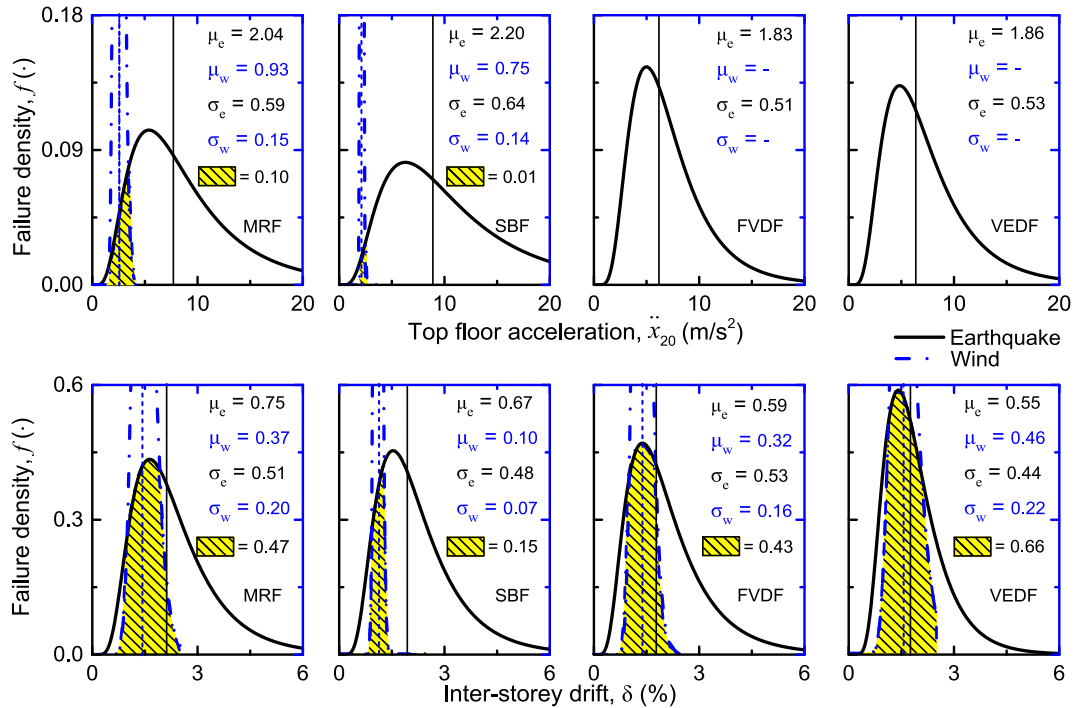 Failure density, f (·)
0.18
0.09
0.00
μe = 2.04
μw = 0.93
σe = 0.59
σw = 0.15
= 0.10
MRF
0 10
μe = 2.20
μw = 0.75
σe = 0.64
σw = 0.14
= 0.01
SBF
0 10
μe = 1.83
μw = -
σe = 0.51
σw = -
FVDF
0 10
μe = 1.86
μw = -
σe = 0.53
σw = -
VEDF
20 20 20 0 10 20
Top floor acceleration, ẍ20 (m/s²)
Earthquake
Wind
Failure density, f (·)
0.6
0.3
0.0
μe = 0.75
μw = 0.37
σe = 0.51
σw = 0.20
= 0.47
MRF
0 3
μe = 0.67
μw = 0.10
σe = 0.48
σw = 0.07
= 0.15
SBF
0 3
μe = 0.59
μw = 0.32
σe = 0.53
σw = 0.16
= 0.43
FVDF
0 3
μe = 0.55
μw = 0.46
σe = 0.44
σw = 0.22
= 0.66
VEDF
6 6 6 0 3 6
Inter-storey drift, δ (%)